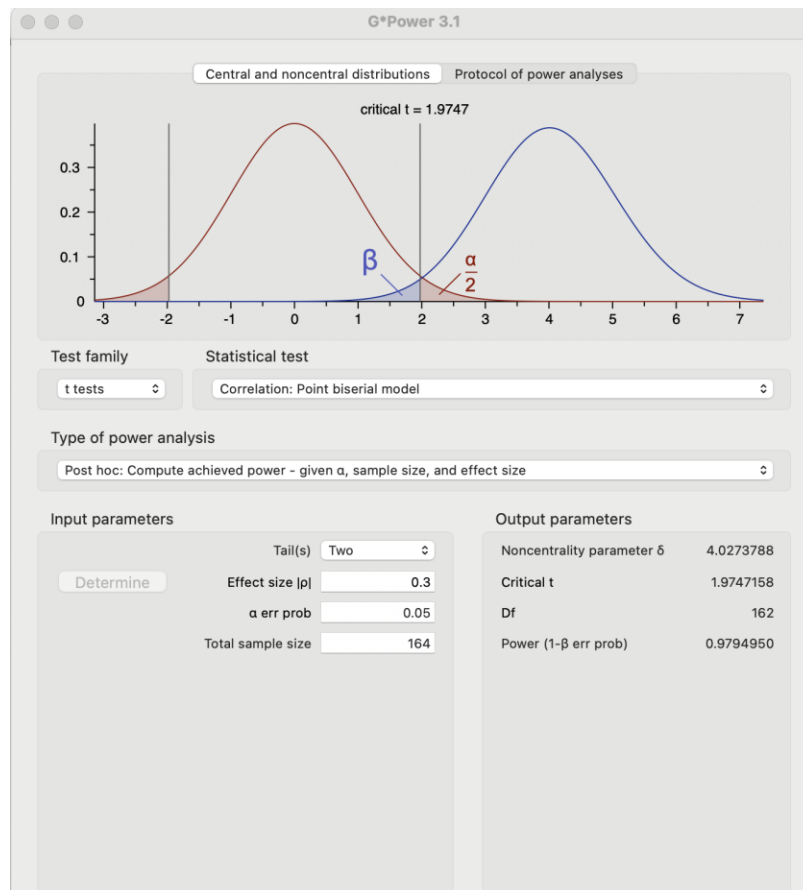 G*Power 3.1
Central and noncentral distributions Protocol of power analyses
critical t = 1.9747
0.3
0.2
0.1
0
β
α
2
-3 -2 -1 0 1 2 3 4 5 6 7
Test family Statistical test
t tests Correlation: Point biserial model
Type of power analysis
Post hoc: Compute achieved power - given α, sample size, and effect size
Input parameters Output parameters
Tail(s) Two Noncentrality parameter δ 4.0273788
Determine Effect size |ρ| 0.3 Critical t 1.9747158
α err prob 0.05 Df 162
Total sample size 164 Power (1-β err prob) 0.9794950